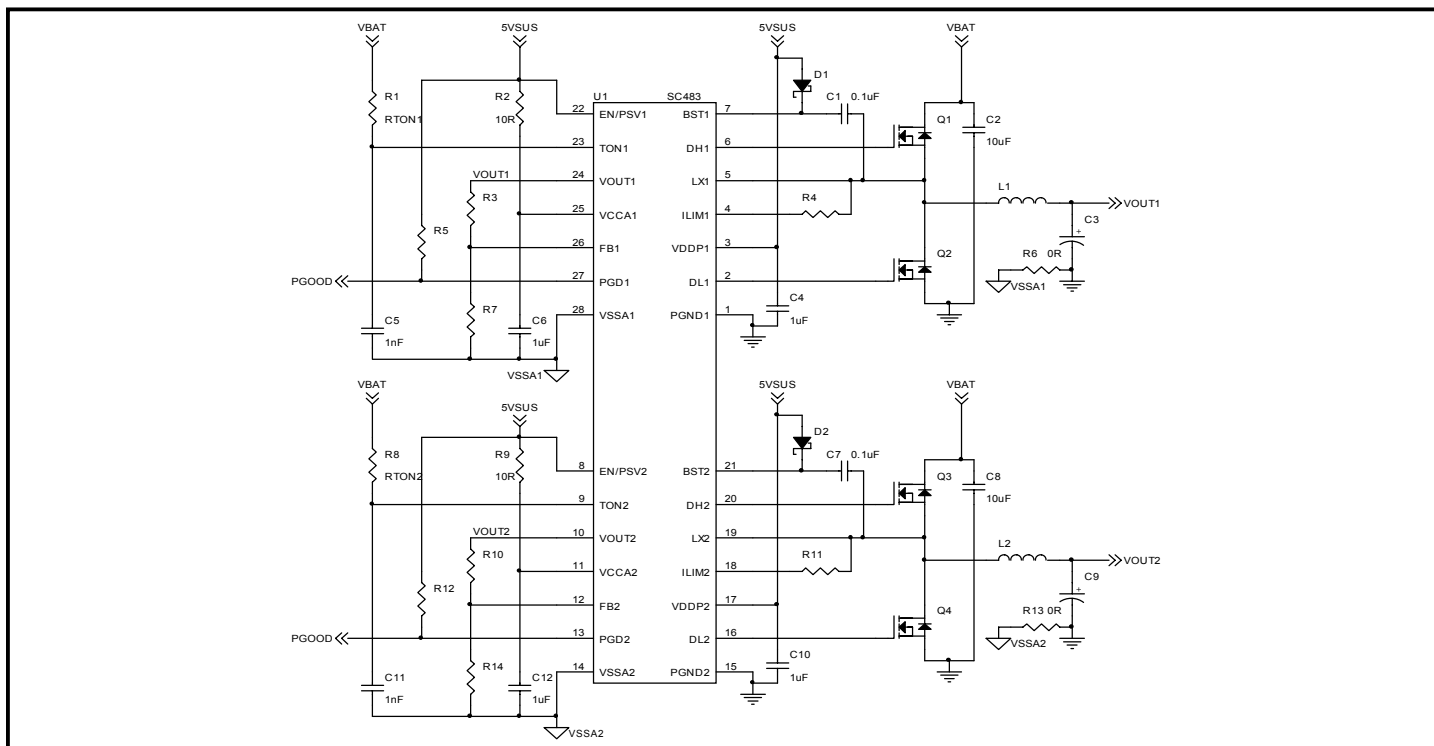 VBAT
5VSUS
5VSUS
VBAT
R1
RTON1
R2
10R
U1
SC483
D1
C1 0.1uF
Q1
C2
10uF
22 EN/PSV1 BST1 7
23 TON1 DH1 6
VOUT1 24 VOUT1 LX1 5
R3
25 VCCA1 ILIM1 4 R4
L1
VOUT1
C3
+
R5
26 FB1 VDDP1 3
Q2
R6 0R
VSSA1
PGOOD 27 PGD1 DL1 2
R7
C4
1uF
28 VSSA1 PGND1 1
C5
1nF
C6
1uF
VSSA1
VBAT
5VSUS
5VSUS
VBAT
R8
RTON2
R9
10R
D2
C7 0.1uF
Q3
C8
10uF
8 EN/PSV2 BST2 21
9 TON2 DH2 20
VOUT2 10 VOUT2 LX2 19
R10
11 VCCA2 ILIM2 18 R11
L2
VOUT2
C9
+
R12
12 FB2 VDDP2 17
Q4
R13 0R
VSSA2
PGOOD 13 PGD2 DL2 16
R14
C10
1uF
14 VSSA2 PGND2 15
C11
1nF
C12
1uF
VSSA2